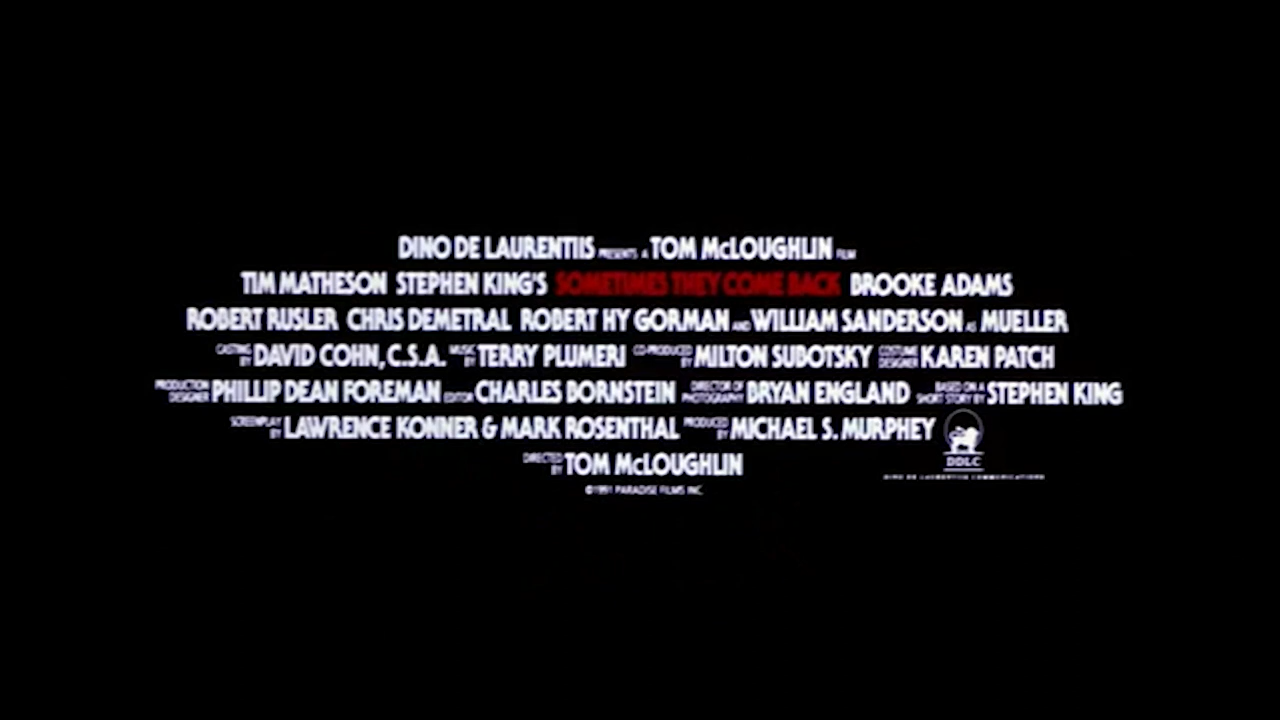 DINO DE LAURENTIIS PRESENTS A TOM McLOUGHLIN FILM
TIM MATHESON STEPHEN KING'S SOMETIMES THEY COME BACK BROOKE ADAMS
ROBERT RUSLER CHRIS DEMETRAL ROBERT HY GORMAN AND WILLIAM SANDERSON AS MUELLER
CASTING BY DAVID COHN, C.S.A. MUSIC BY TERRY PLUMERI CO-PRODUCED BY MILTON SUBOTSKY COSTUME DESIGNER KAREN PATCH
PRODUCTION DESIGNER PHILLIP DEAN FOREMAN EDITOR CHARLES BORNSTEIN DIRECTOR OF PHOTOGRAPHY BRYAN ENGLAND BASED ON A SHORT STORY BY STEPHEN KING
SCREENPLAY BY LAWRENCE KONNER & MARK ROSENTHAL PRODUCED BY MICHAEL S. MURPHEY
DDLC
DINO DE LAURENTIIS COMMUNICATIONS
DIRECTED BY TOM McLOUGHLIN
©1991 PARADISE FILMS INC.